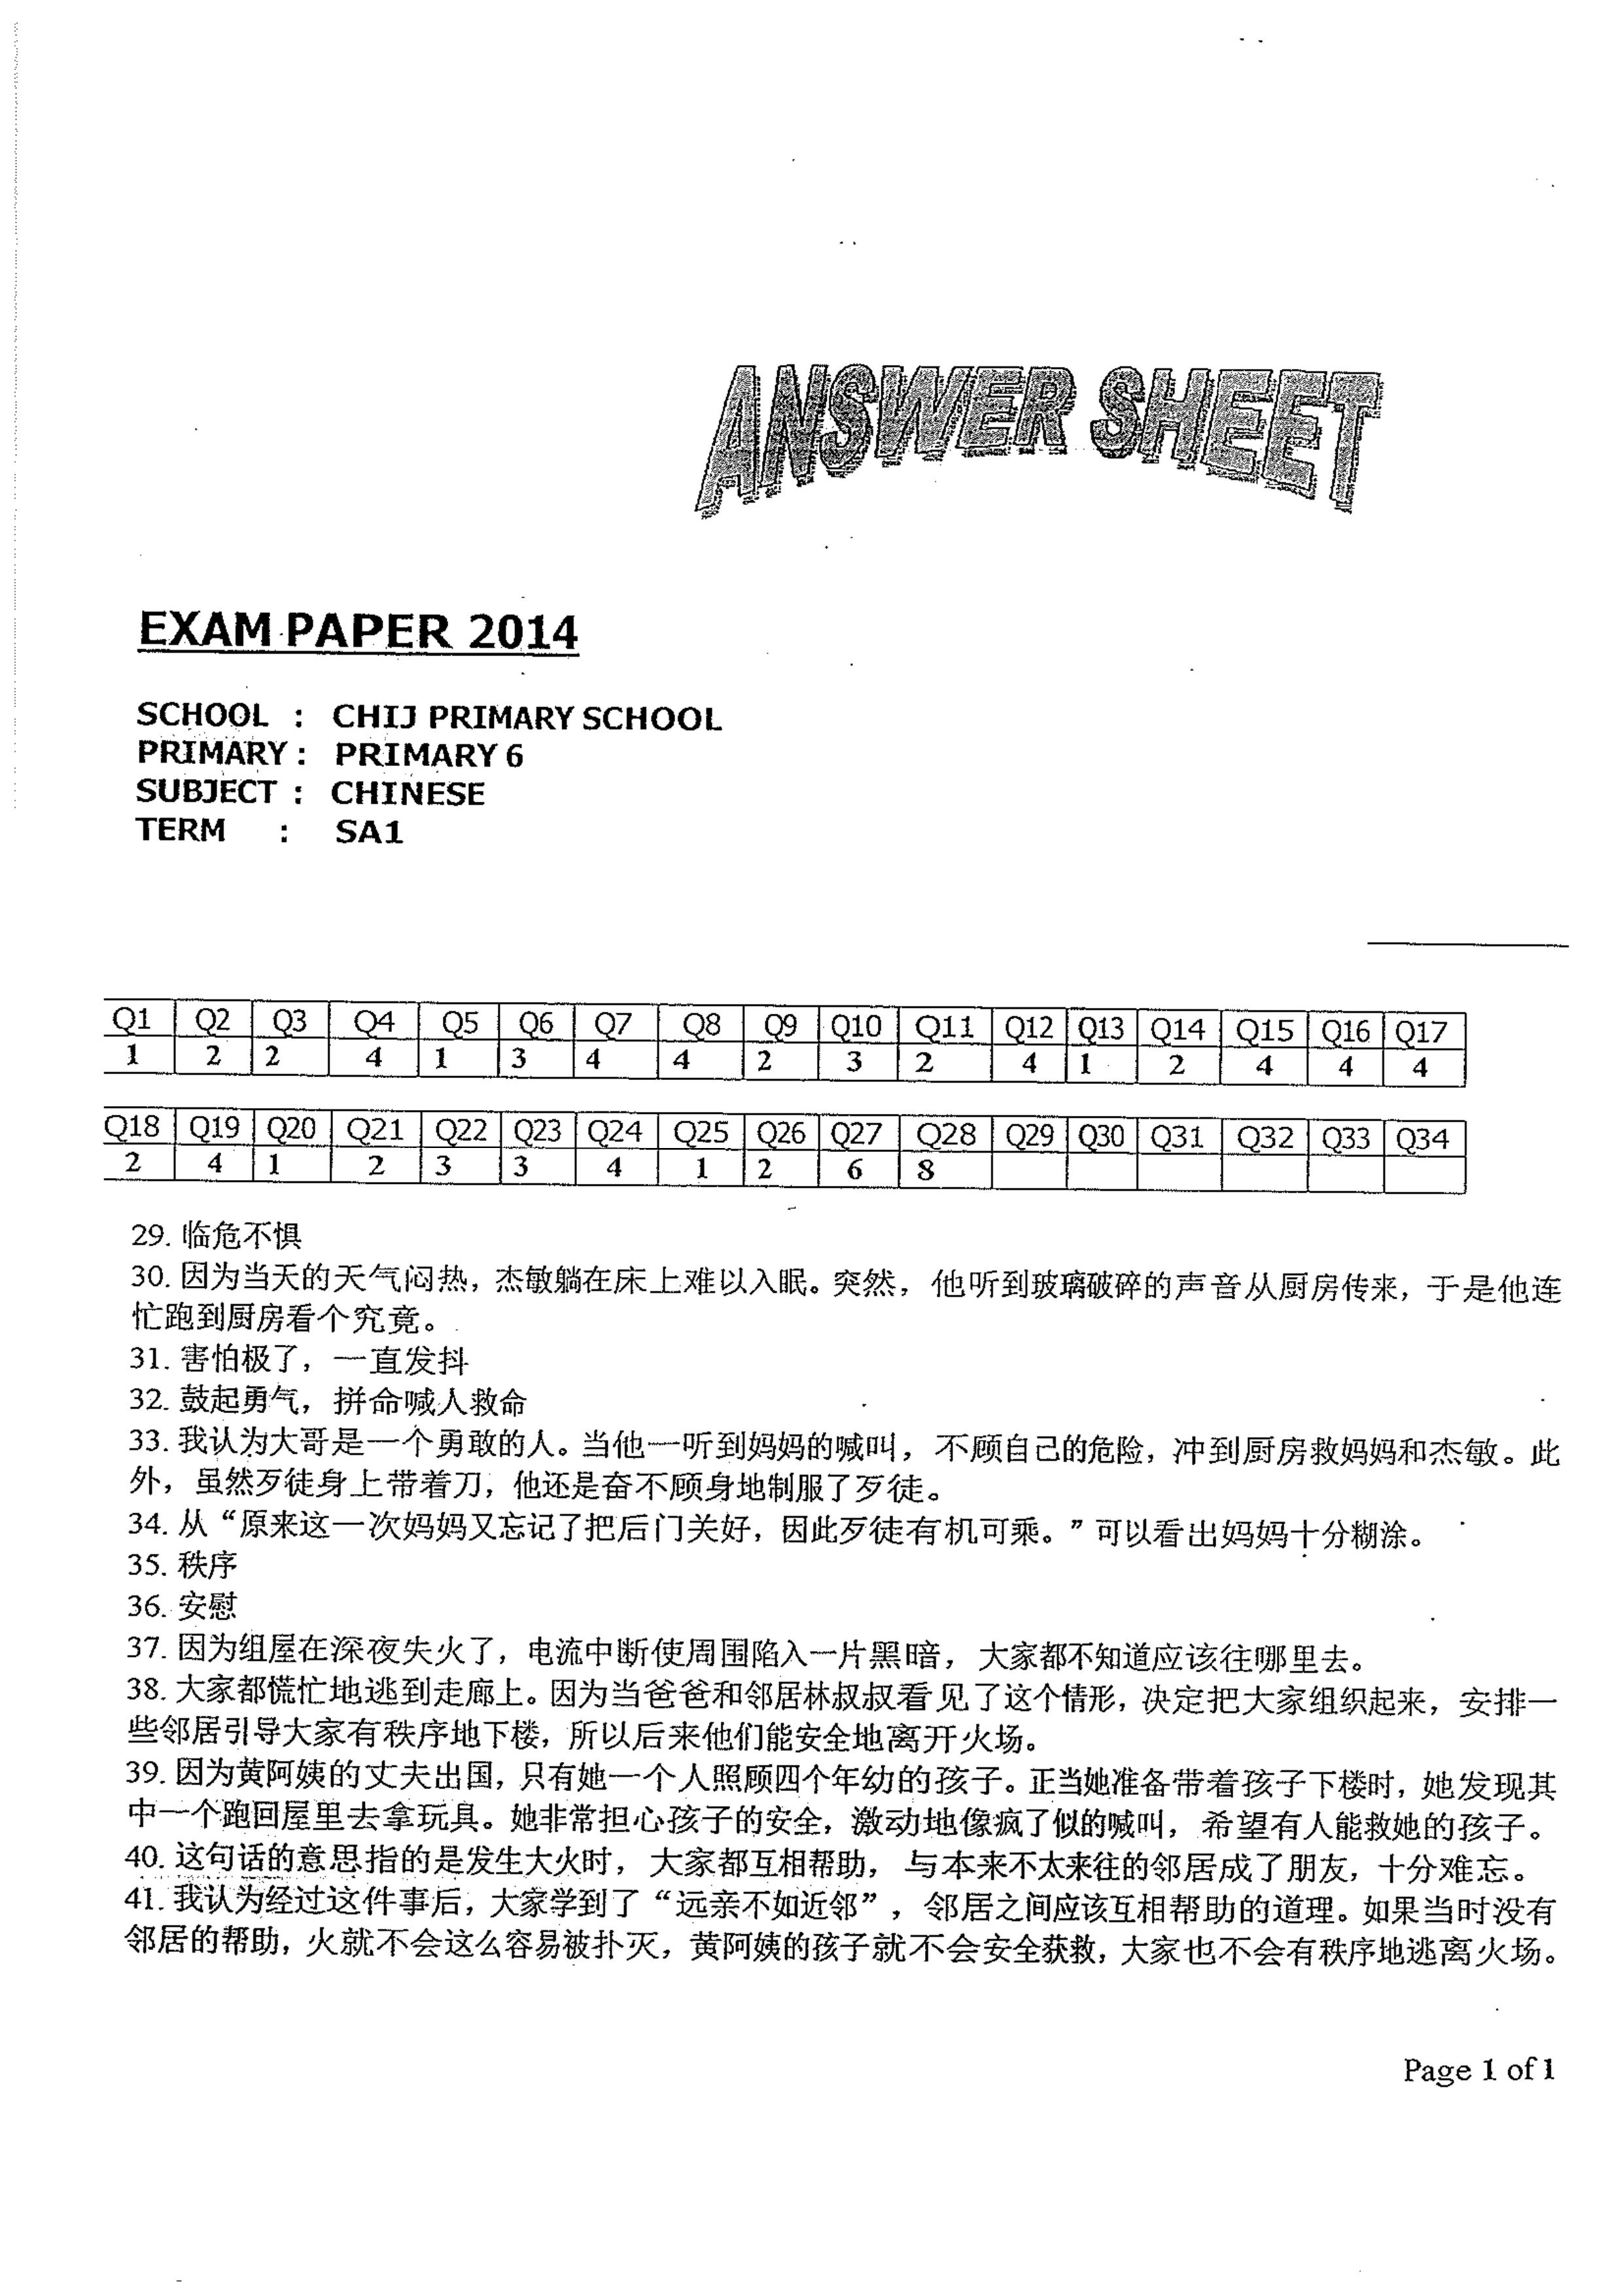 ANSWER SHEET
EXAM PAPER 2014
SCHOOL : CHIJ PRIMARY SCHOOL
PRIMARY : PRIMARY 6
SUBJECT : CHINESE
TERM : SA1
Q1 Q2 Q3 Q4 Q5 Q6 Q7 Q8 Q9 Q10 Q11 Q12 Q13 Q14 Q15 Q16 Q17
1 2 2 4 1 3 4 4 2 3 2 4 1 2 4 4 4
Q18 Q19 Q20 Q21 Q22 Q23 Q24 Q25 Q26 Q27 Q28 Q29 Q30 Q31 Q32 Q33 Q34
2 4 1 2 3 3 4 1 2 6 8
29. 临危不惧
30. 因为当天的天气闷热，杰敏躺在床上难以入眠。突然，他听到玻璃破碎的声音从厨房传来，于是他连
忙跑到厨房看个究竟。
31. 害怕极了，一直发抖
32. 鼓起勇气，拼命喊人救命
33. 我认为大哥是一个勇敢的人。当他一听到妈妈的喊叫，不顾自己的危险，冲到厨房救妈妈和杰敏。此
外，虽然歹徒身上带着刀，他还是奋不顾身地制服了歹徒。
34. 从“原来这一次妈妈又忘记了把后门关好，因此歹徒有机可乘。”可以看出妈妈十分糊涂。
35. 秩序
36. 安慰
37. 因为组屋在深夜失火了，电流中断使周围陷入一片黑暗，大家都不知道应该往哪里去。
38. 大家都慌忙地逃到走廊上。因为当爸爸和邻居林叔叔看见了这个情形，决定把大家组织起来，安排一
些邻居引导大家有秩序地下楼，所以后来他们能安全地离开火场。
39. 因为黄阿姨的丈夫出国，只有她一个人照顾四个年幼的孩子。正当她准备带着孩子下楼时，她发现其
中一个跑回屋里去拿玩具。她非常担心孩子的安全，激动地像疯了似的喊叫，希望有人能救她的孩子。
40. 这句话的意思指的是发生大火时，大家都互相帮助，与本来不太来往的邻居成了朋友，十分难忘。
41. 我认为经过这件事后，大家学到了“远亲不如近邻”，邻居之间应该互相帮助的道理。如果当时没有
邻居的帮助，火就不会这么容易被扑灭，黄阿姨的孩子就不会安全获救，大家也不会有秩序地逃离火场。
Page 1 of 1